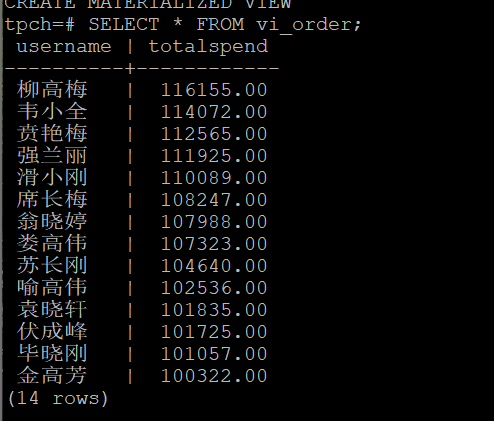 CREATE MATERIALIZED VIEW
tpch=# SELECT * FROM vi_order;
 username | totalspend
----------+------------
 柳高梅   |  116155.00
 韦小全   |  114072.00
 贲艳梅   |  112565.00
 强兰丽   |  111925.00
 滑小刚   |  110089.00
 席长梅   |  108247.00
 翁晓婷   |  107988.00
 娄高伟   |  107323.00
 苏长刚   |  104640.00
 喻高伟   |  102536.00
 袁晓轩   |  101835.00
 伏成峰   |  101725.00
 毕晓刚   |  101057.00
 金高芳   |  100322.00
(14 rows)